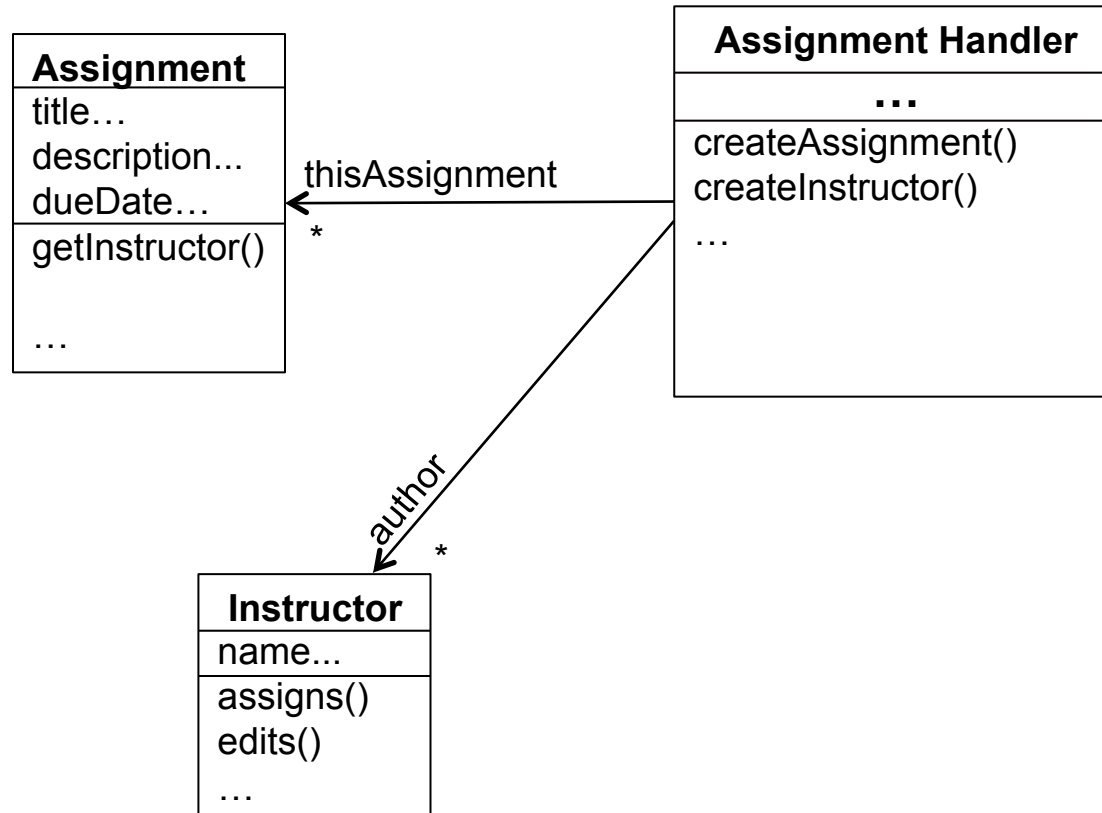 Assignment
title…
description...
dueDate…
getInstructor()
…
thisAssignment
*
Assignment Handler
…
createAssignment()
createInstructor()
…
author
*
Instructor
name...
assigns()
edits()
…